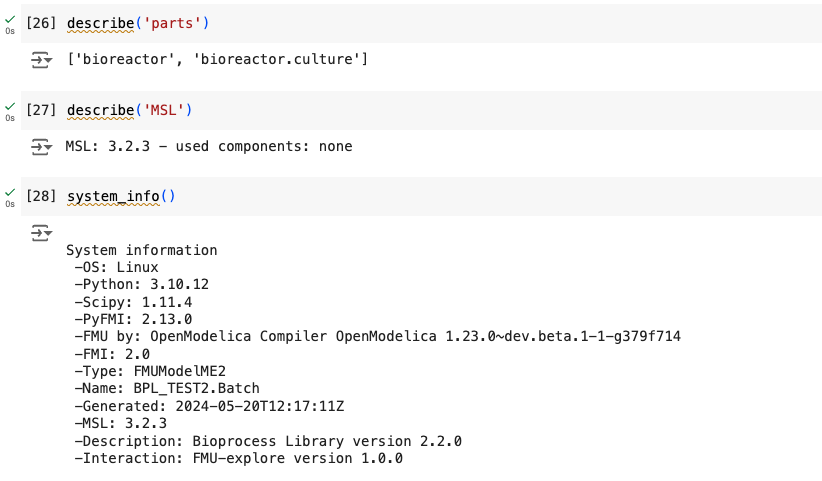 [26] describe('parts')
0s
['bioreactor', 'bioreactor.culture']
[27] describe('MSL')
0s
MSL: 3.2.3 – used components: none
[28] system_info()
0s
System information
-OS: Linux
-Python: 3.10.12
-Scipy: 1.11.4
-PyFMI: 2.13.0
-FMU by: OpenModelica Compiler OpenModelica 1.23.0~dev.beta.1-1-g379f714
-FMI: 2.0
-Type: FMUModelME2
-Name: BPL_TEST2.Batch
-Generated: 2024-05-20T12:17:11Z
-MSL: 3.2.3
-Description: Bioprocess Library version 2.2.0
-Interaction: FMU-explore version 1.0.0